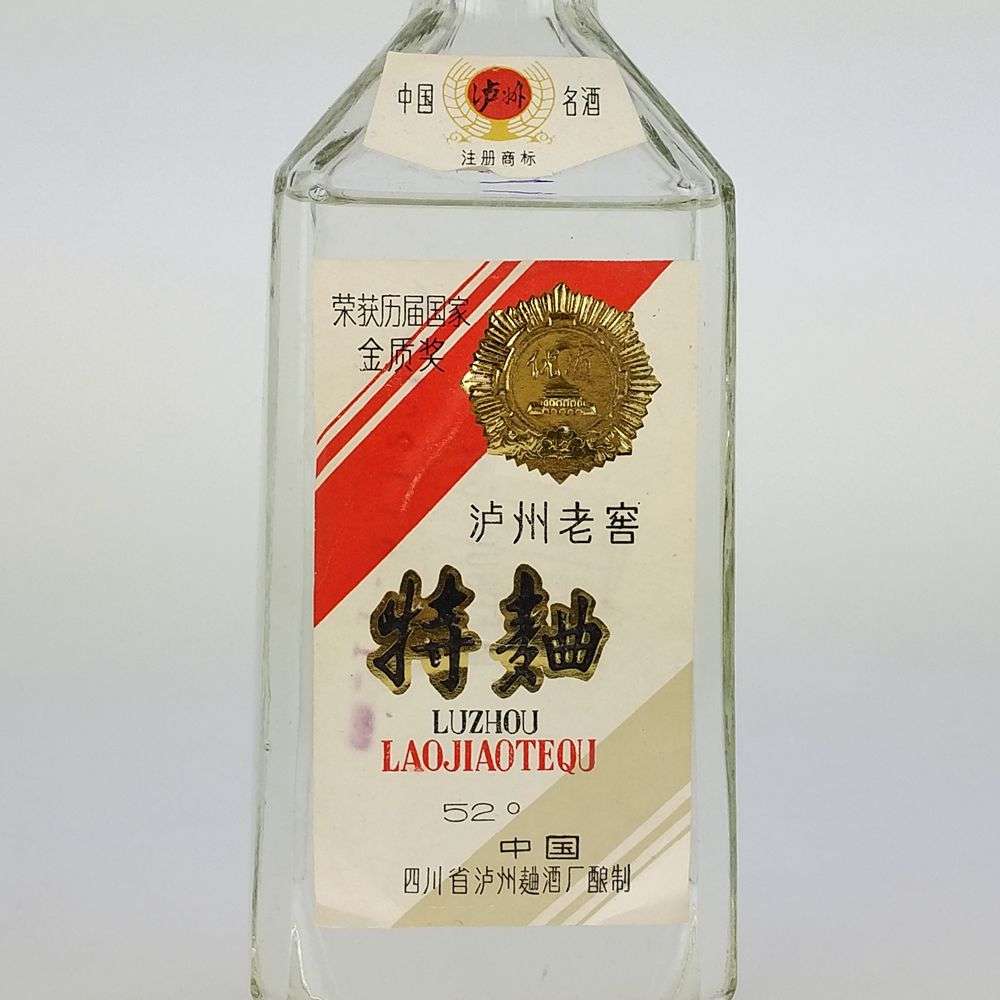 中国 泸州 名酒
注册商标
荣获历届国家
金质奖
优质
泸州老窖
特麯
LUZHOU
LAOJIAOTEQU
52°
中国
四川省泸州麯酒厂酿制